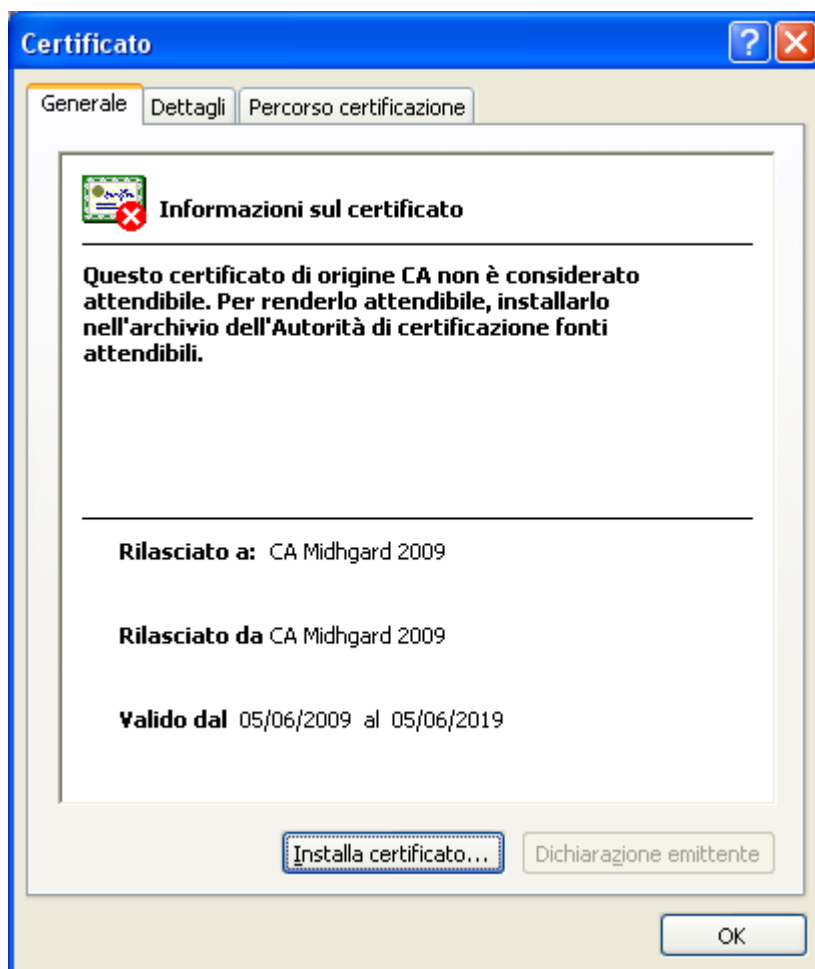 Certificato
Generale
Dettagli
Percorso certificazione
Informazioni sul certificato
Questo certificato di origine CA non è considerato
attendibile. Per renderlo attendibile, installarlo
nell'archivio dell'Autorità di certificazione fonti
attendibili.
Rilasciato a: CA Midhgard 2009
Rilasciato da CA Midhgard 2009
Valido dal 05/06/2009 al 05/06/2019
Installa certificato...
Dichiarazione emittente
OK